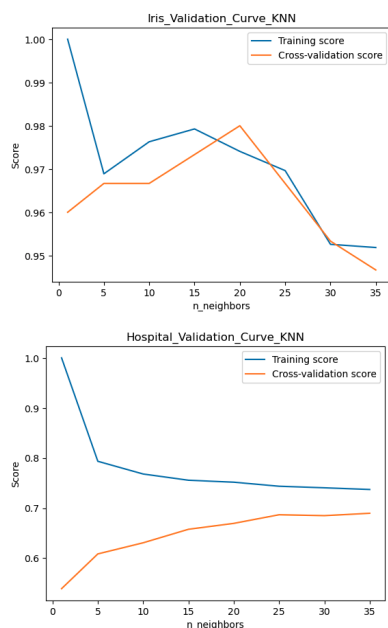 Iris_Validation_Curve_KNN
1.00
0.99
0.98
0.97
0.96
0.95
Score
Training score
Cross-validation score
0 5 10 15 20 25 30 35
n_neighbors
Hospital_Validation_Curve_KNN
1.0
0.9
0.8
0.7
0.6
Score
Training score
Cross-validation score
0 5 10 15 20 25 30 35
n_neighbors